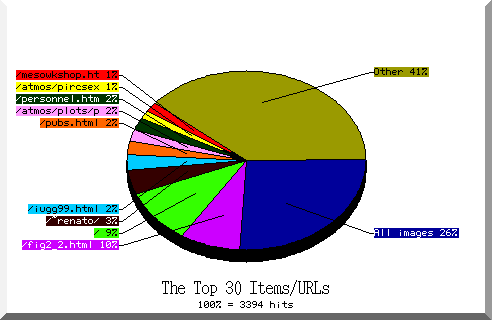 Other 41%
/mesowkshop.ht 1%
/atmos/pircsex 1%
/personnel.htm 2%
/atmos/plots/p 2%
/pubs.html 2%
/iugg99.html 2%
/~renato/ 3%
/ 9%
/fig2_2.html 10%
All images 26%
The Top 30 Items/URLs
100% = 3394 hits